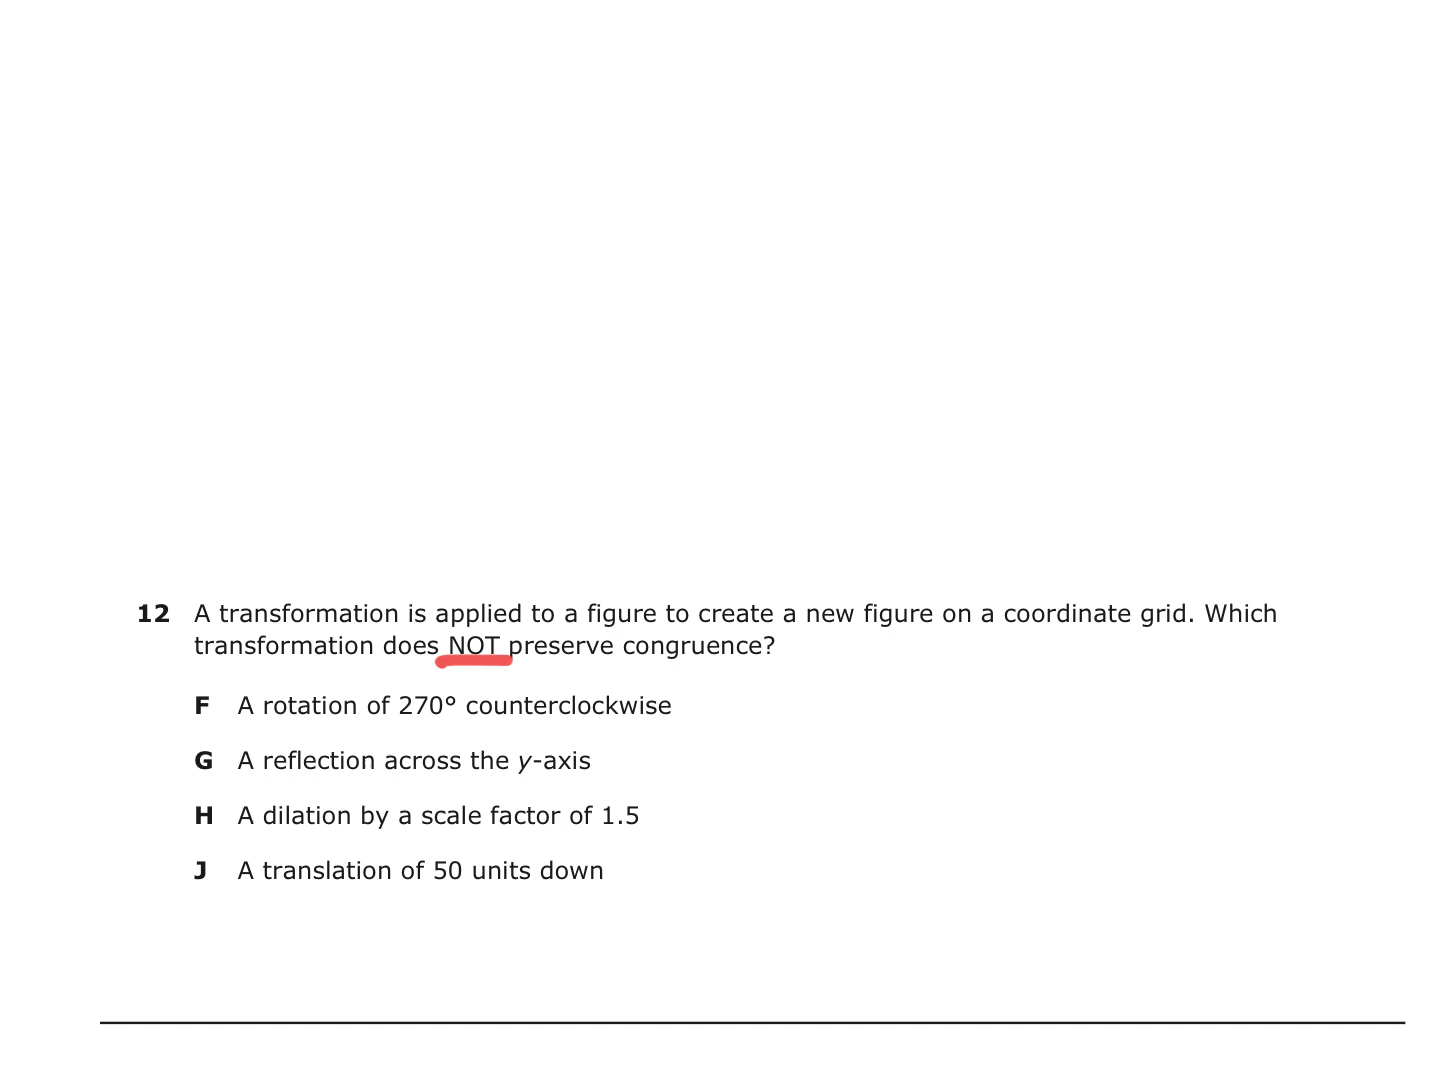 12 A transformation is applied to a figure to create a new figure on a coordinate grid. Which
transformation does NOT preserve congruence?
F A rotation of 270° counterclockwise
G A reflection across the y-axis
H A dilation by a scale factor of 1.5
J A translation of 50 units down